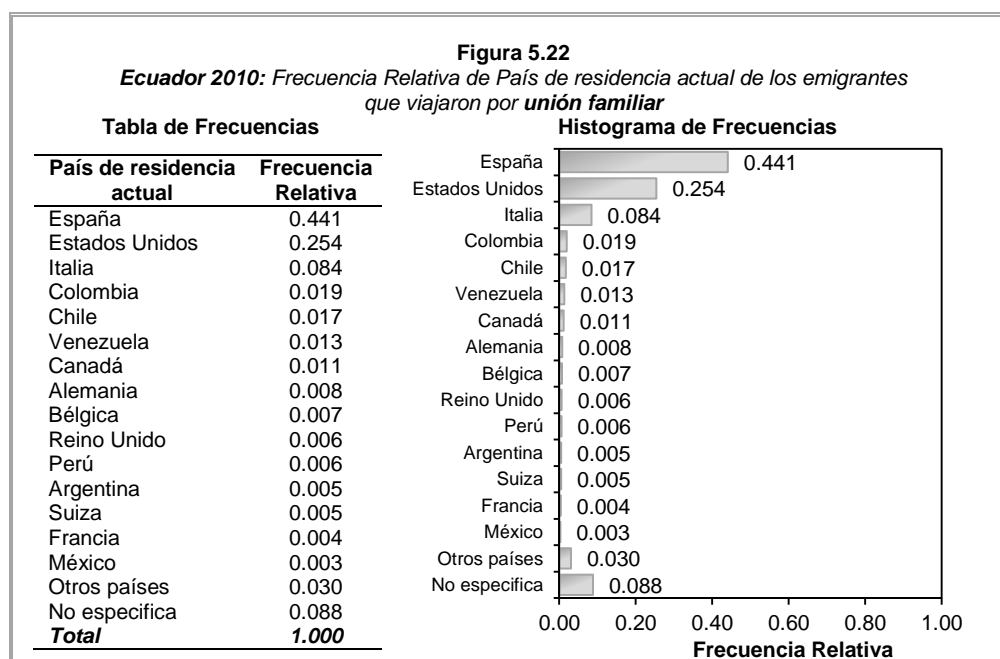 Figura 5.22
Ecuador 2010: Frecuencia Relativa de País de residencia actual de los emigrantes
que viajaron por unión familiar
Tabla de Frecuencias
País de residencia actual Frecuencia Relativa
España 0.441
Estados Unidos 0.254
Italia 0.084
Colombia 0.019
Chile 0.017
Venezuela 0.013
Canadá 0.011
Alemania 0.008
Bélgica 0.007
Reino Unido 0.006
Perú 0.006
Argentina 0.005
Suiza 0.005
Francia 0.004
México 0.003
Otros países 0.030
No especifica 0.088
Total 1.000
Histograma de Frecuencias
España 0.441
Estados Unidos 0.254
Italia 0.084
Colombia 0.019
Chile 0.017
Venezuela 0.013
Canadá 0.011
Alemania 0.008
Bélgica 0.007
Reino Unido 0.006
Perú 0.006
Argentina 0.005
Suiza 0.005
Francia 0.004
México 0.003
Otros países 0.030
No especifica 0.088
0.00 0.20 0.40 0.60 0.80 1.00
Frecuencia Relativa